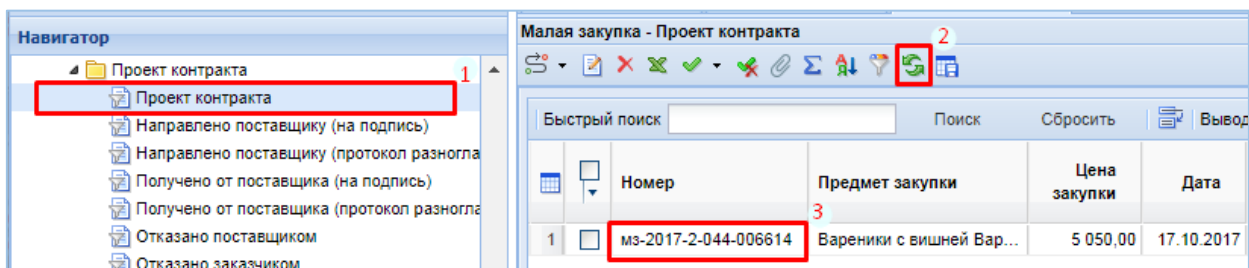 Навигатор
Проект контракта
1
Проект контракта
Направлено поставщику (на подпись)
Направлено поставщику (протокол разногла
Получено от поставщика (на подпись)
Получено от поставщика (протокол разногла
Отказано поставщиком
Отказано заказчиком
Малая закупка - Проект контракта
2
Быстрый поиск Поиск Сбросить Вывод
Номер Предмет закупки Цена закупки Дата
3
1 мз-2017-2-044-006614 Вареники с вишней Вар... 5 050,00 17.10.2017